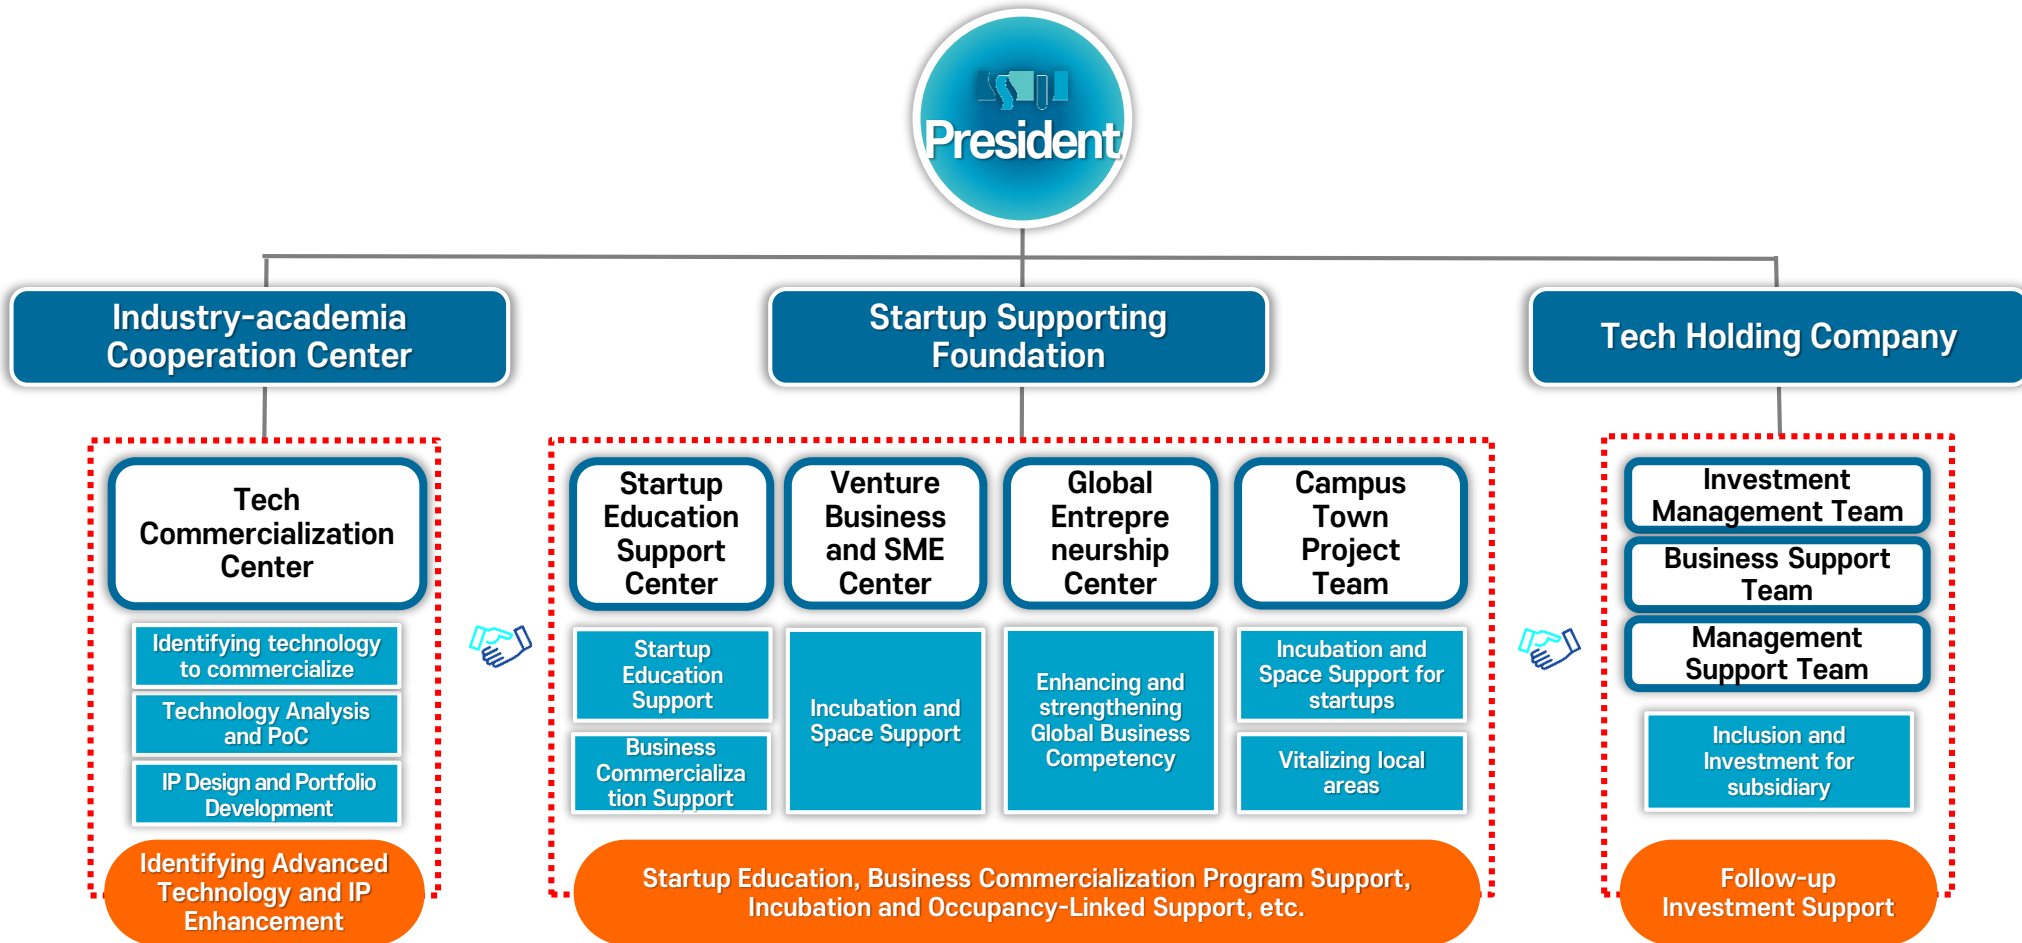 President
Industry-academia
Cooperation Center
Startup Supporting
Foundation
Tech Holding Company
Tech
Commercialization
Center
Identifying technology
to commercialize
Technology Analysis
and PoC
IP Design and Portfolio
Development
Identifying Advanced
Technology and IP
Enhancement
Startup
Education
Support
Center
Startup
Education
Support
Business
Commercializa
tion Support
Venture
Business
and SME
Center
Incubation and
Space Support
Global
Entrepre
neurship
Center
Enhancing and
strengthening
Global Business
Competency
Campus
Town
Project
Team
Incubation and
Space Support for
startups
Vitalizing local
areas
Startup Education, Business Commercialization Program Support,
Incubation and Occupancy-Linked Support, etc.
Investment
Management Team
Business Support
Team
Management
Support Team
Inclusion and
Investment for
subsidiary
Follow-up
Investment Support